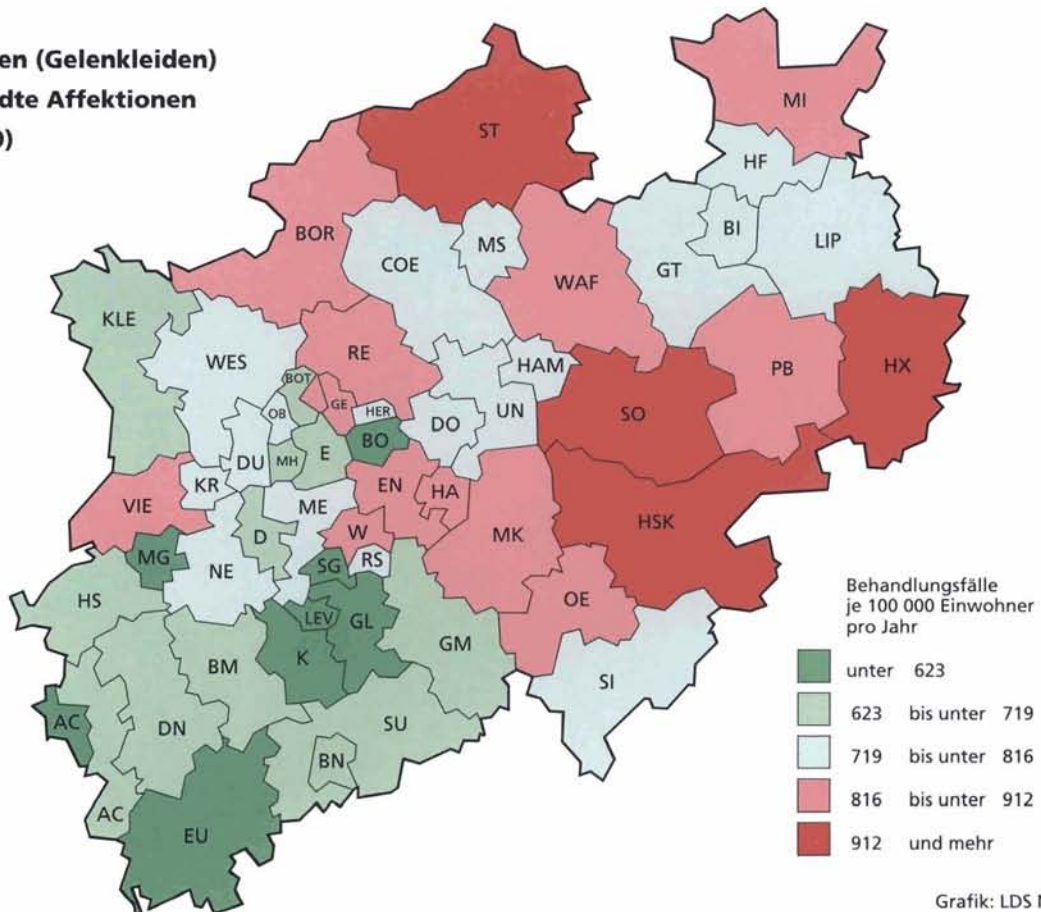 en (Gelenkleiden)
dte Affektionen
)
ST
MI
HF
BI
LIP
BOR
MS
COE
GT
WAF
KLE
WES
RE
HAM
PB
HX
BOT
GE
OB
HER
UN
SO
DO
BO
E
DU
MH
KR
EN
HA
VIE
ME
HSK
D
W
MK
MG
RS
NE
SG
OE
HS
LEV
GL
GM
K
BM
SI
AC
DN
SU
BN
AC
EU
Behandlungsfälle
je 100 000 Einwohner
pro Jahr
unter 623
623 bis unter 719
719 bis unter 816
816 bis unter 912
912 und mehr
Grafik: LDS